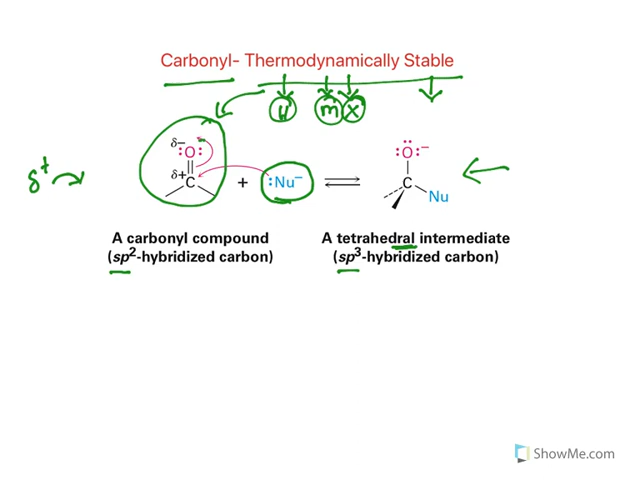 Carbonyl- Thermodynamically Stable
u m x
δ−
:O: :O−
δ+ δ+
C + :Nu− ⇌ C
Nu
A carbonyl compound A tetrahedral intermediate
(sp2-hybridized carbon) (sp3-hybridized carbon)
ShowMe.com